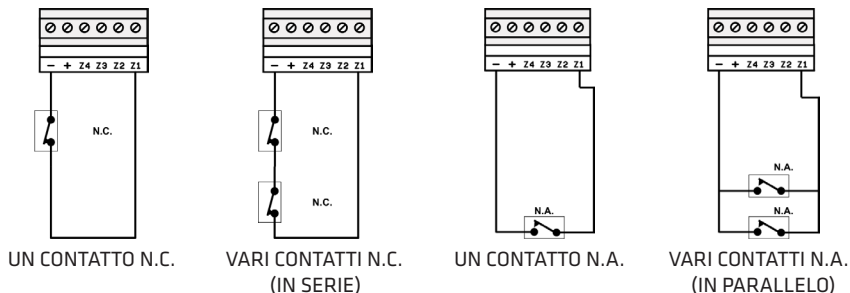 – + Z4 Z3 Z2 Z1
N.C.
UN CONTATTO N.C.
– + Z4 Z3 Z2 Z1
N.C.
N.C.
VARI CONTATTI N.C.
(IN SERIE)
– + Z4 Z3 Z2 Z1
N.A.
UN CONTATTO N.A.
– + Z4 Z3 Z2 Z1
N.A.
N.A.
VARI CONTATTI N.A.
(IN PARALLELO)